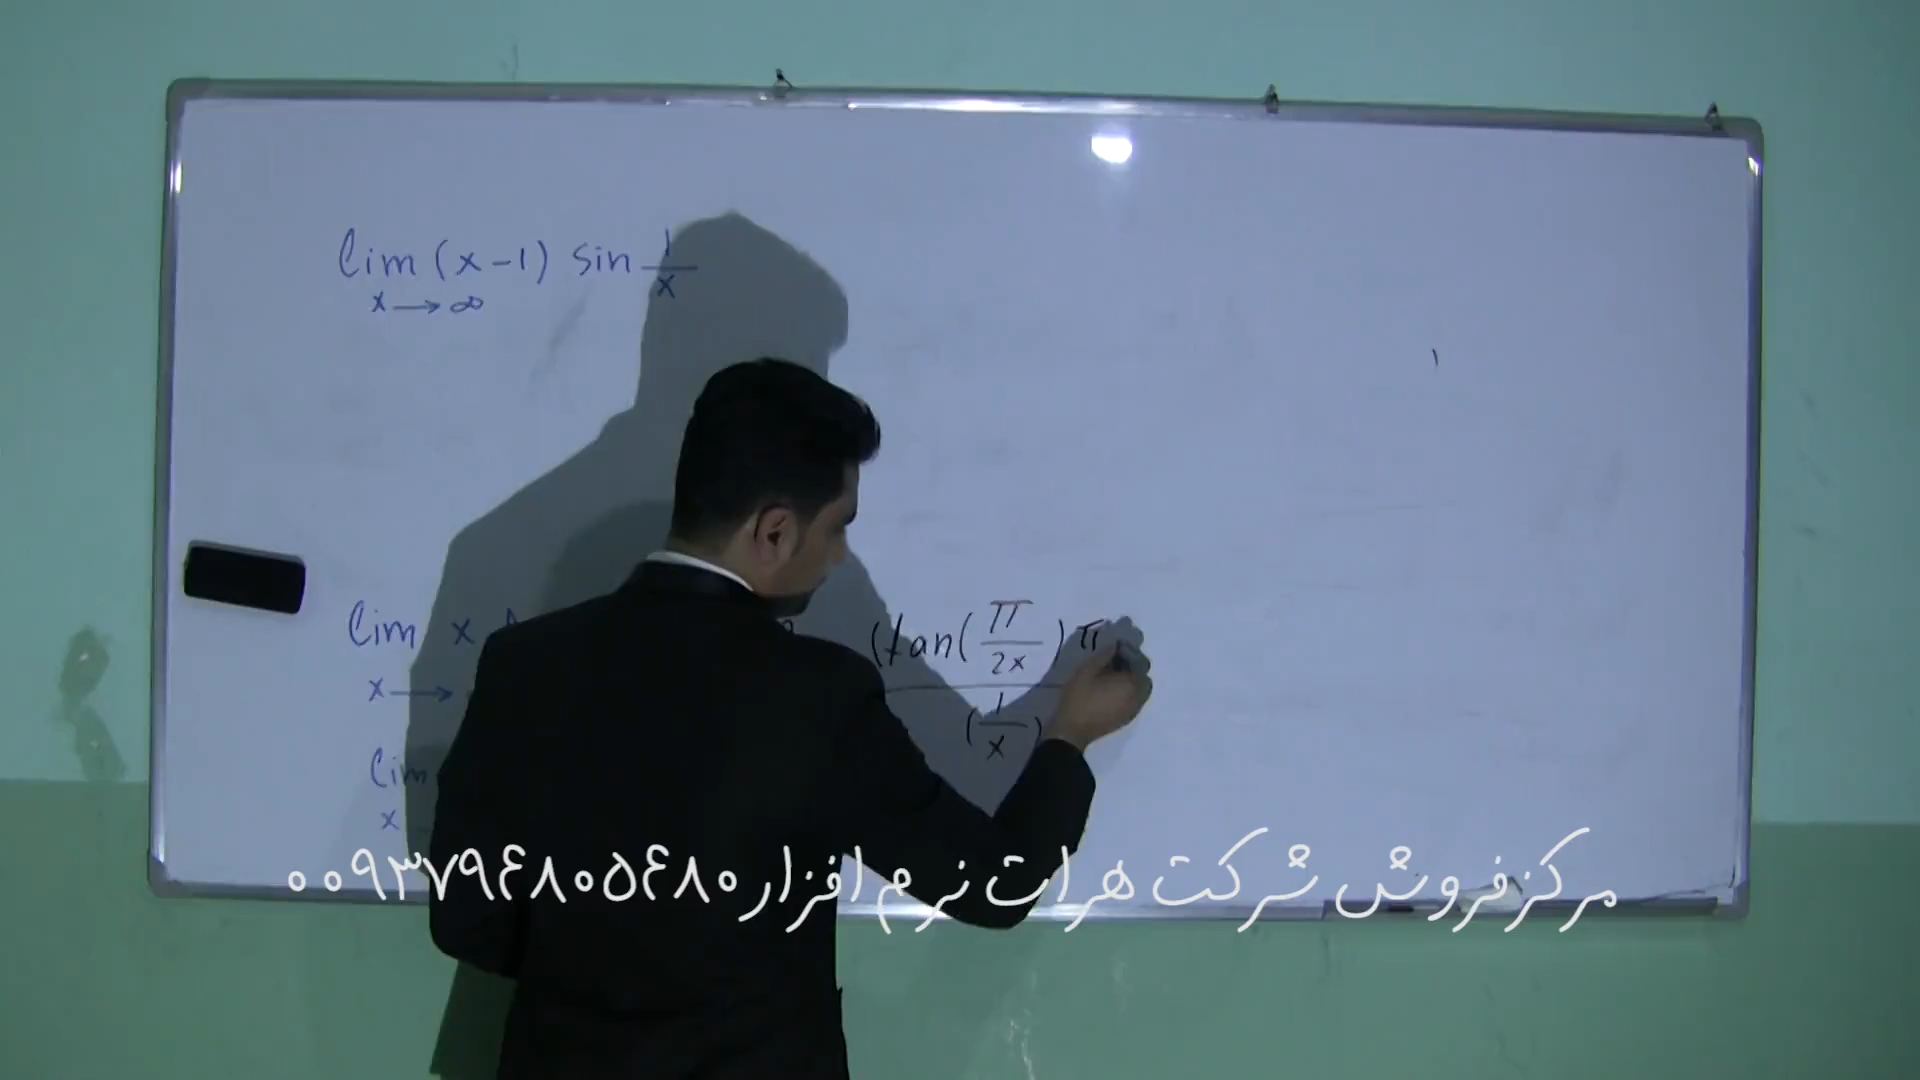 lim (x-1) sin 1/x
x → ∞
lim x
x →
(tan(π/2x)π
(1/x)
lim
x
مرکز فروش شرکت هرات نرم افزار ۰۰۹۳۷۹۶۸۰۵۶۸۰